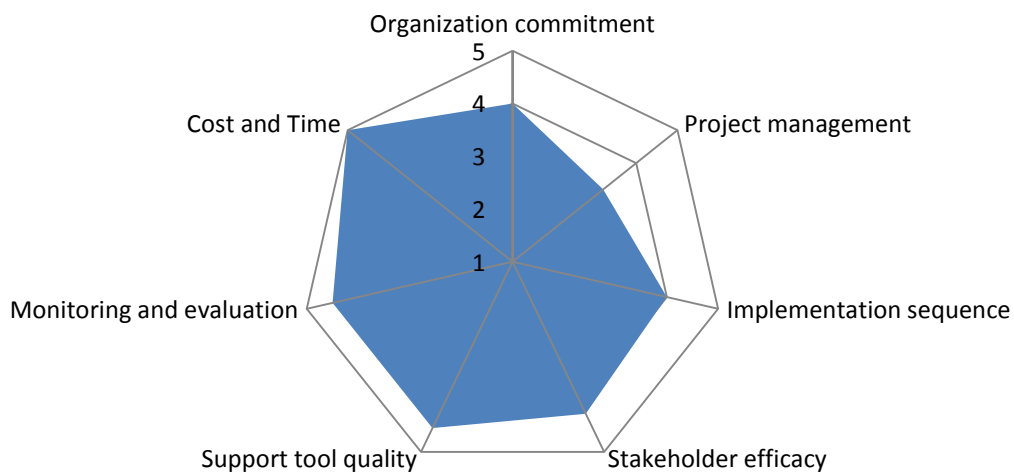 Organization commitment
5
4
Cost and Time
Project management
3
2
1
Monitoring and evaluation
Implementation sequence
Support tool quality
Stakeholder efficacy